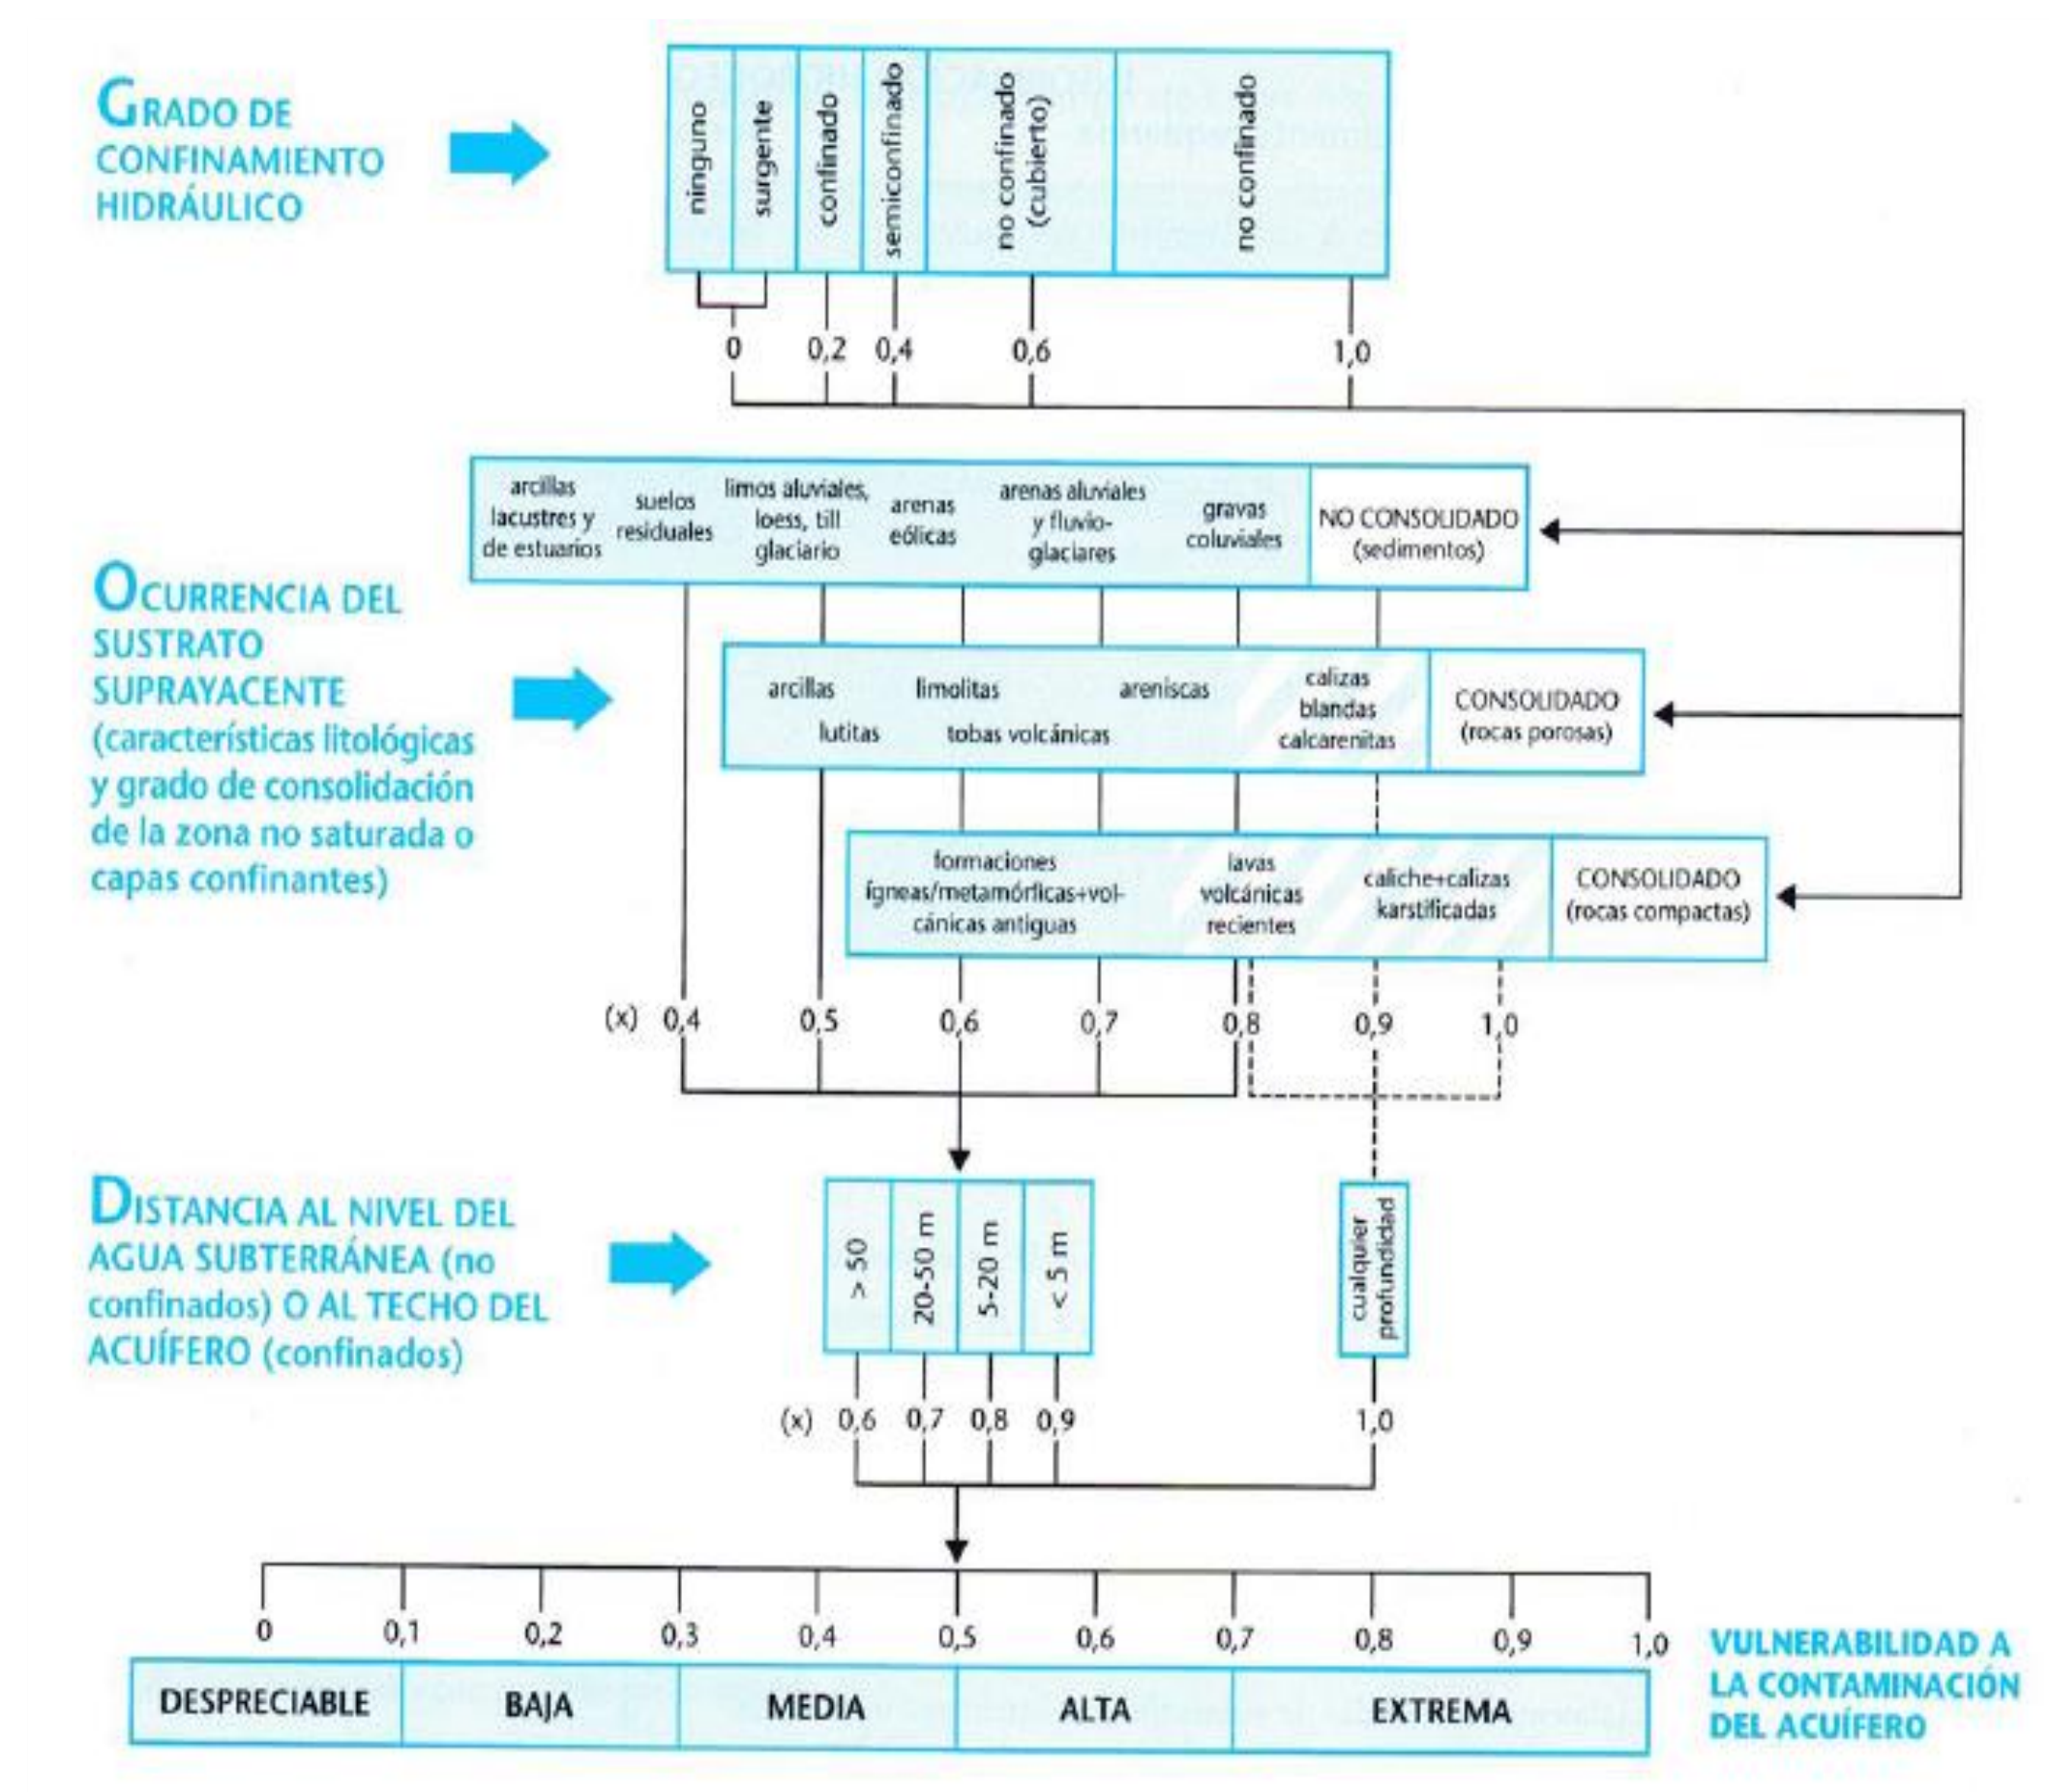 GRADO DE
CONFINAMIENTO
HIDRÁULICO
ninguno
surgente
confinado
semiconfinado
no confinado
(cubierto)
no confinado
0
0,2
0,4
0,6
1,0
OCURRENCIA DEL
SUSTRATO
SUPRAYACENTE
(características litológicas
y grado de consolidación
de la zona no saturada o
capas confinantes)
arcillas
lacustres y
de estuarios
suelos
residuales
limos aluviales,
loess, till
glaciario
arenas
eólicas
arenas aluviales
y fluvio-
glaciares
gravas
coluviales
NO CONSOLIDADO
(sedimentos)
arcillas
lutitas
limolitas
tobas volcánicas
areniscas
calizas
blandas
calcarenitas
CONSOLIDADO
(rocas porosas)
formaciones
ígneas/metamórficas+vol-
cánicas antiguas
lavas
volcánicas
recientes
caliche+calizas
karstificadas
CONSOLIDADO
(rocas compactas)
(x) 0,4
0,5
0,6
0,7
0,8
0,9
1,0
DISTANCIA AL NIVEL DEL
AGUA SUBTERRÁNEA (no
confinados) O AL TECHO DEL
ACUÍFERO (confinados)
> 50
20-50 m
5-20 m
< 5 m
cualquier
profundidad
(x) 0,6
0,7
0,8
0,9
1,0
0
0,1
0,2
0,3
0,4
0,5
0,6
0,7
0,8
0,9
1,0
DESPRECIABLE
BAJA
MEDIA
ALTA
EXTREMA
VULNERABILIDAD A
LA CONTAMINACIÓN
DEL ACUÍFERO